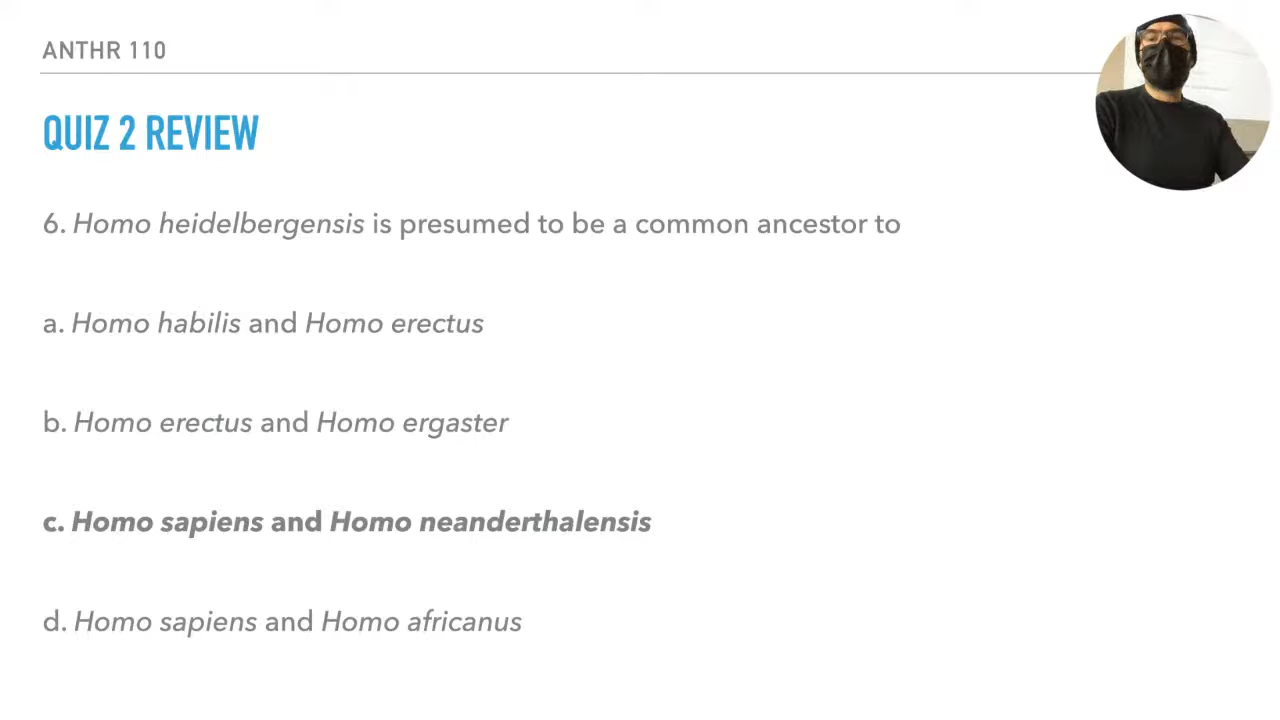 ANTHR 110
QUIZ 2 REVIEW
6. Homo heidelbergensis is presumed to be a common ancestor to
a. Homo habilis and Homo erectus
b. Homo erectus and Homo ergaster
c. Homo sapiens and Homo neanderthalensis
d. Homo sapiens and Homo africanus